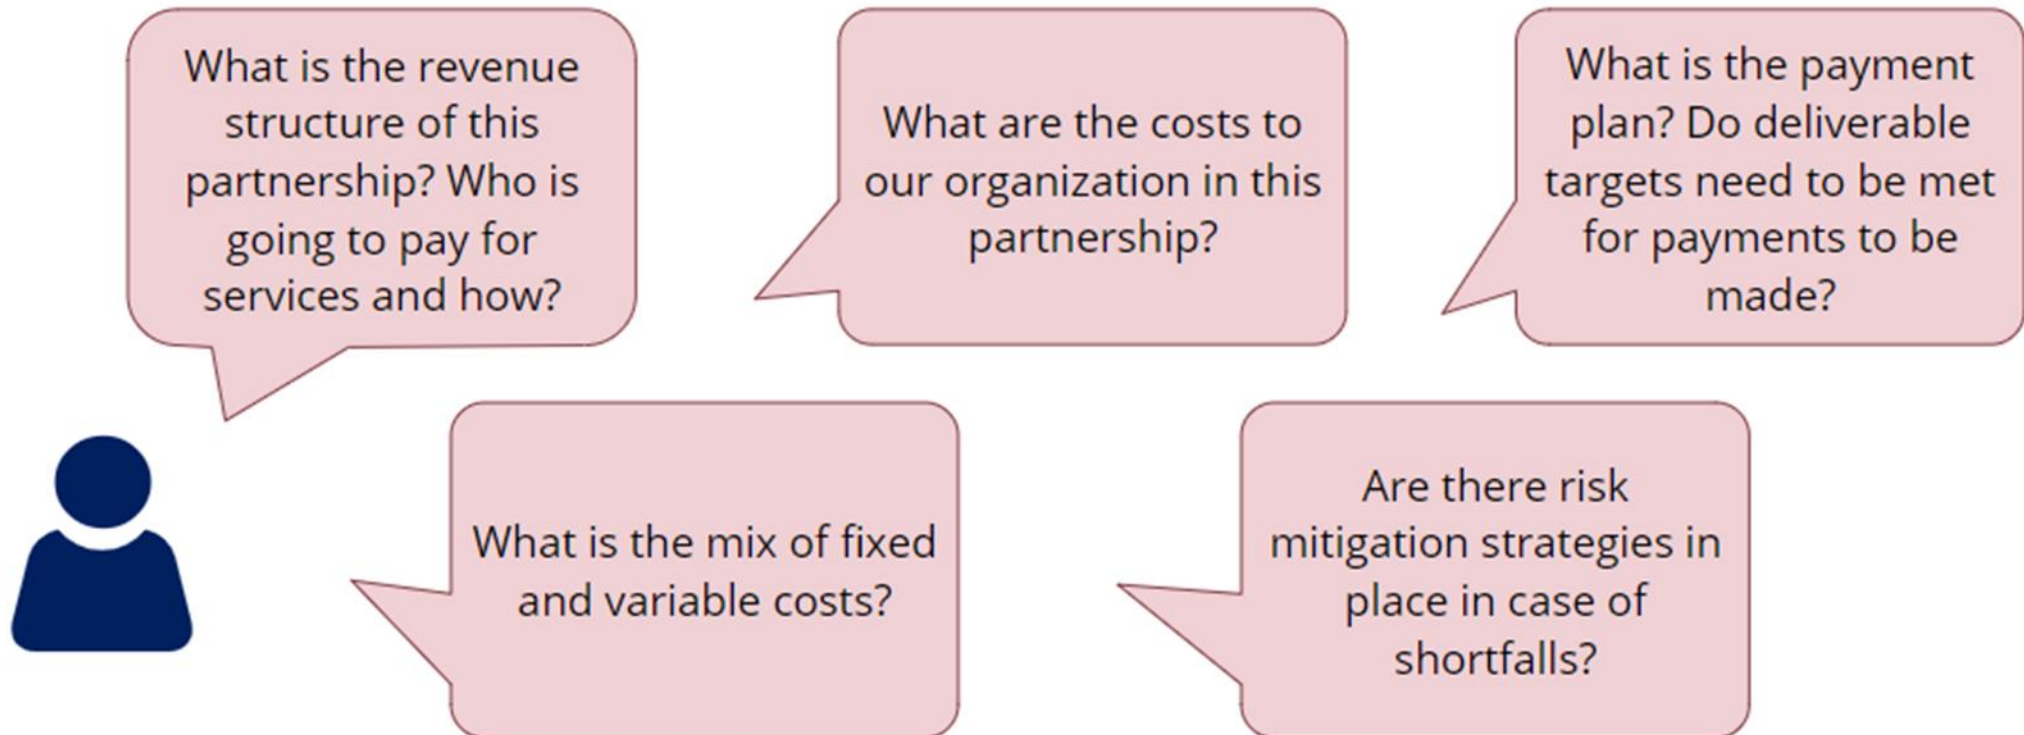 What is the revenue
structure of this
partnership? Who is
going to pay for
services and how?
What are the costs to
our organization in this
partnership?
What is the payment
plan? Do deliverable
targets need to be met
for payments to be
made?
What is the mix of fixed
and variable costs?
Are there risk
mitigation strategies in
place in case of
shortfalls?